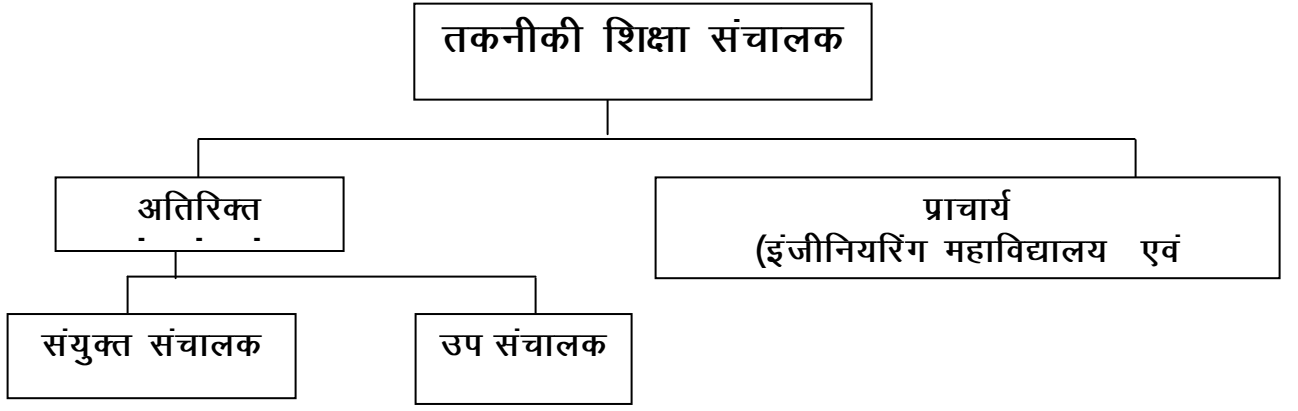 तकनीकी शिक्षा संचालक
अतिरिक्त
प्राचार्य
(इंजीनियरिंग महाविद्यालय एवं
संयुक्त संचालक
उप संचालक